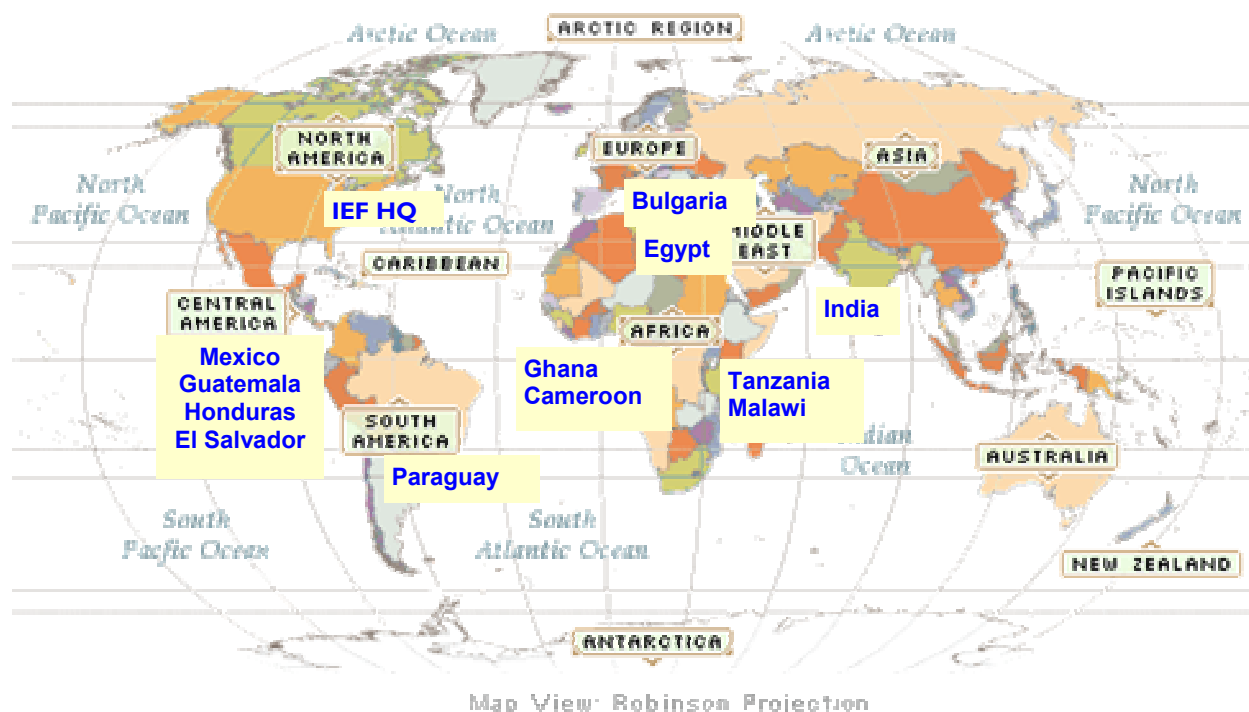 ARCTIC REGION
Arctic Ocean
Arctic Ocean
NORTH
AMERICA
EUROPE
ASIA
North
Pacific Ocean
IEF HQ
North
Atlantic Ocean
Bulgaria
Egypt
MIDDLE
EAST
North
Pacific Ocean
CARIBBEAN
PACIFIC
ISLANDS
CENTRAL
AMERICA
India
AFRICA
Mexico
Guatemala
Honduras
El Salvador
Ghana
Cameroon
Tanzania
Malawi
SOUTH
AMERICA
Indian
Ocean
AUSTRALIA
Paraguay
South
Pacfic Ocean
South
Atlantic Ocean
NEW ZEALAND
ANTARCTICA
Map View: Robinson Projection